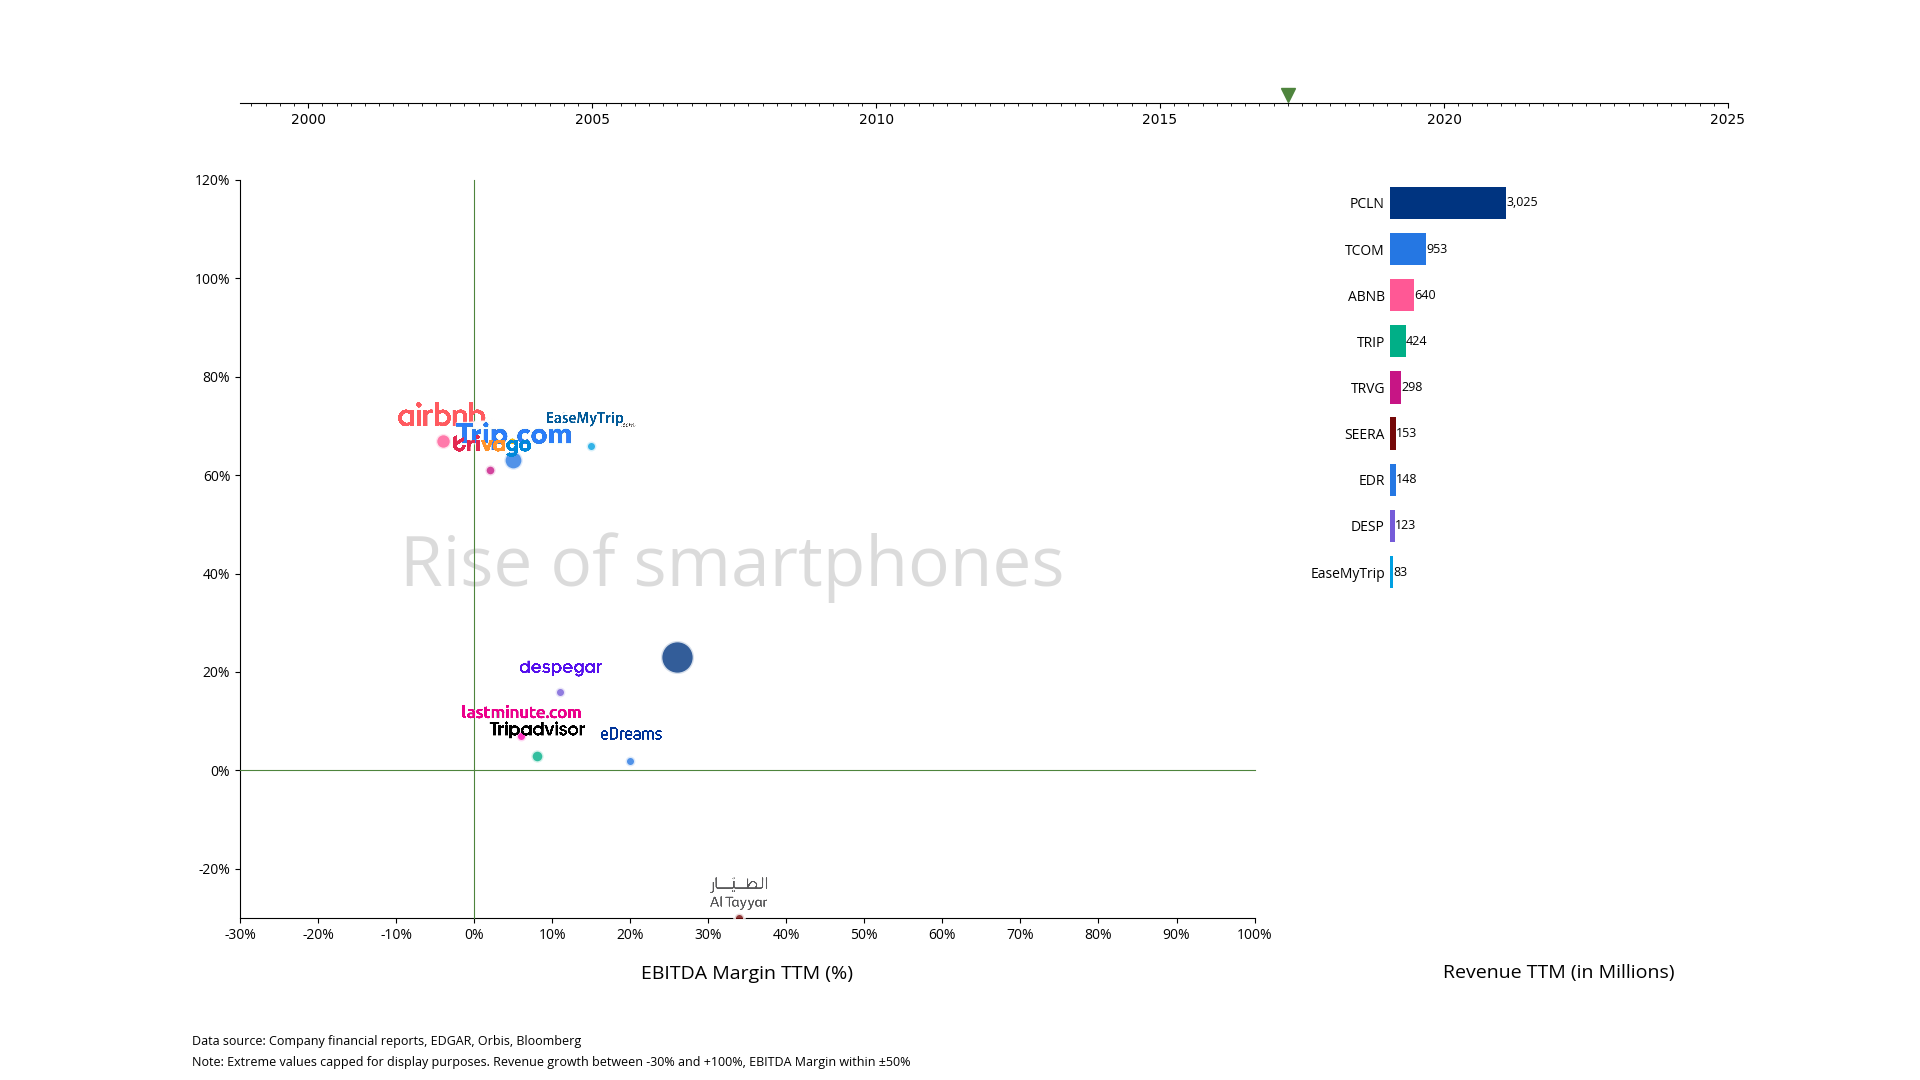 2000 2005 2010 2015 2020 2025
120%
100%
80%
60%
40%
20%
0%
-20%
airbnb
EaseMyTrip
Trip.com
trivago
Rise of smartphones
despegar
lastminute.com
Tripadvisor
eDreams
الطيار
Al Tayyar
-30% -20% -10% 0% 10% 20% 30% 40% 50% 60% 70% 80% 90% 100%
EBITDA Margin TTM (%)
PCLN 3,025
TCOM 953
ABNB 640
TRIP 424
TRVG 298
SEERA 153
EDR 148
DESP 123
EaseMyTrip 83
Revenue TTM (in Millions)
Data source: Company financial reports, EDGAR, Orbis, Bloomberg
Note: Extreme values capped for display purposes. Revenue growth between -30% and +100%, EBITDA Margin within ±50%